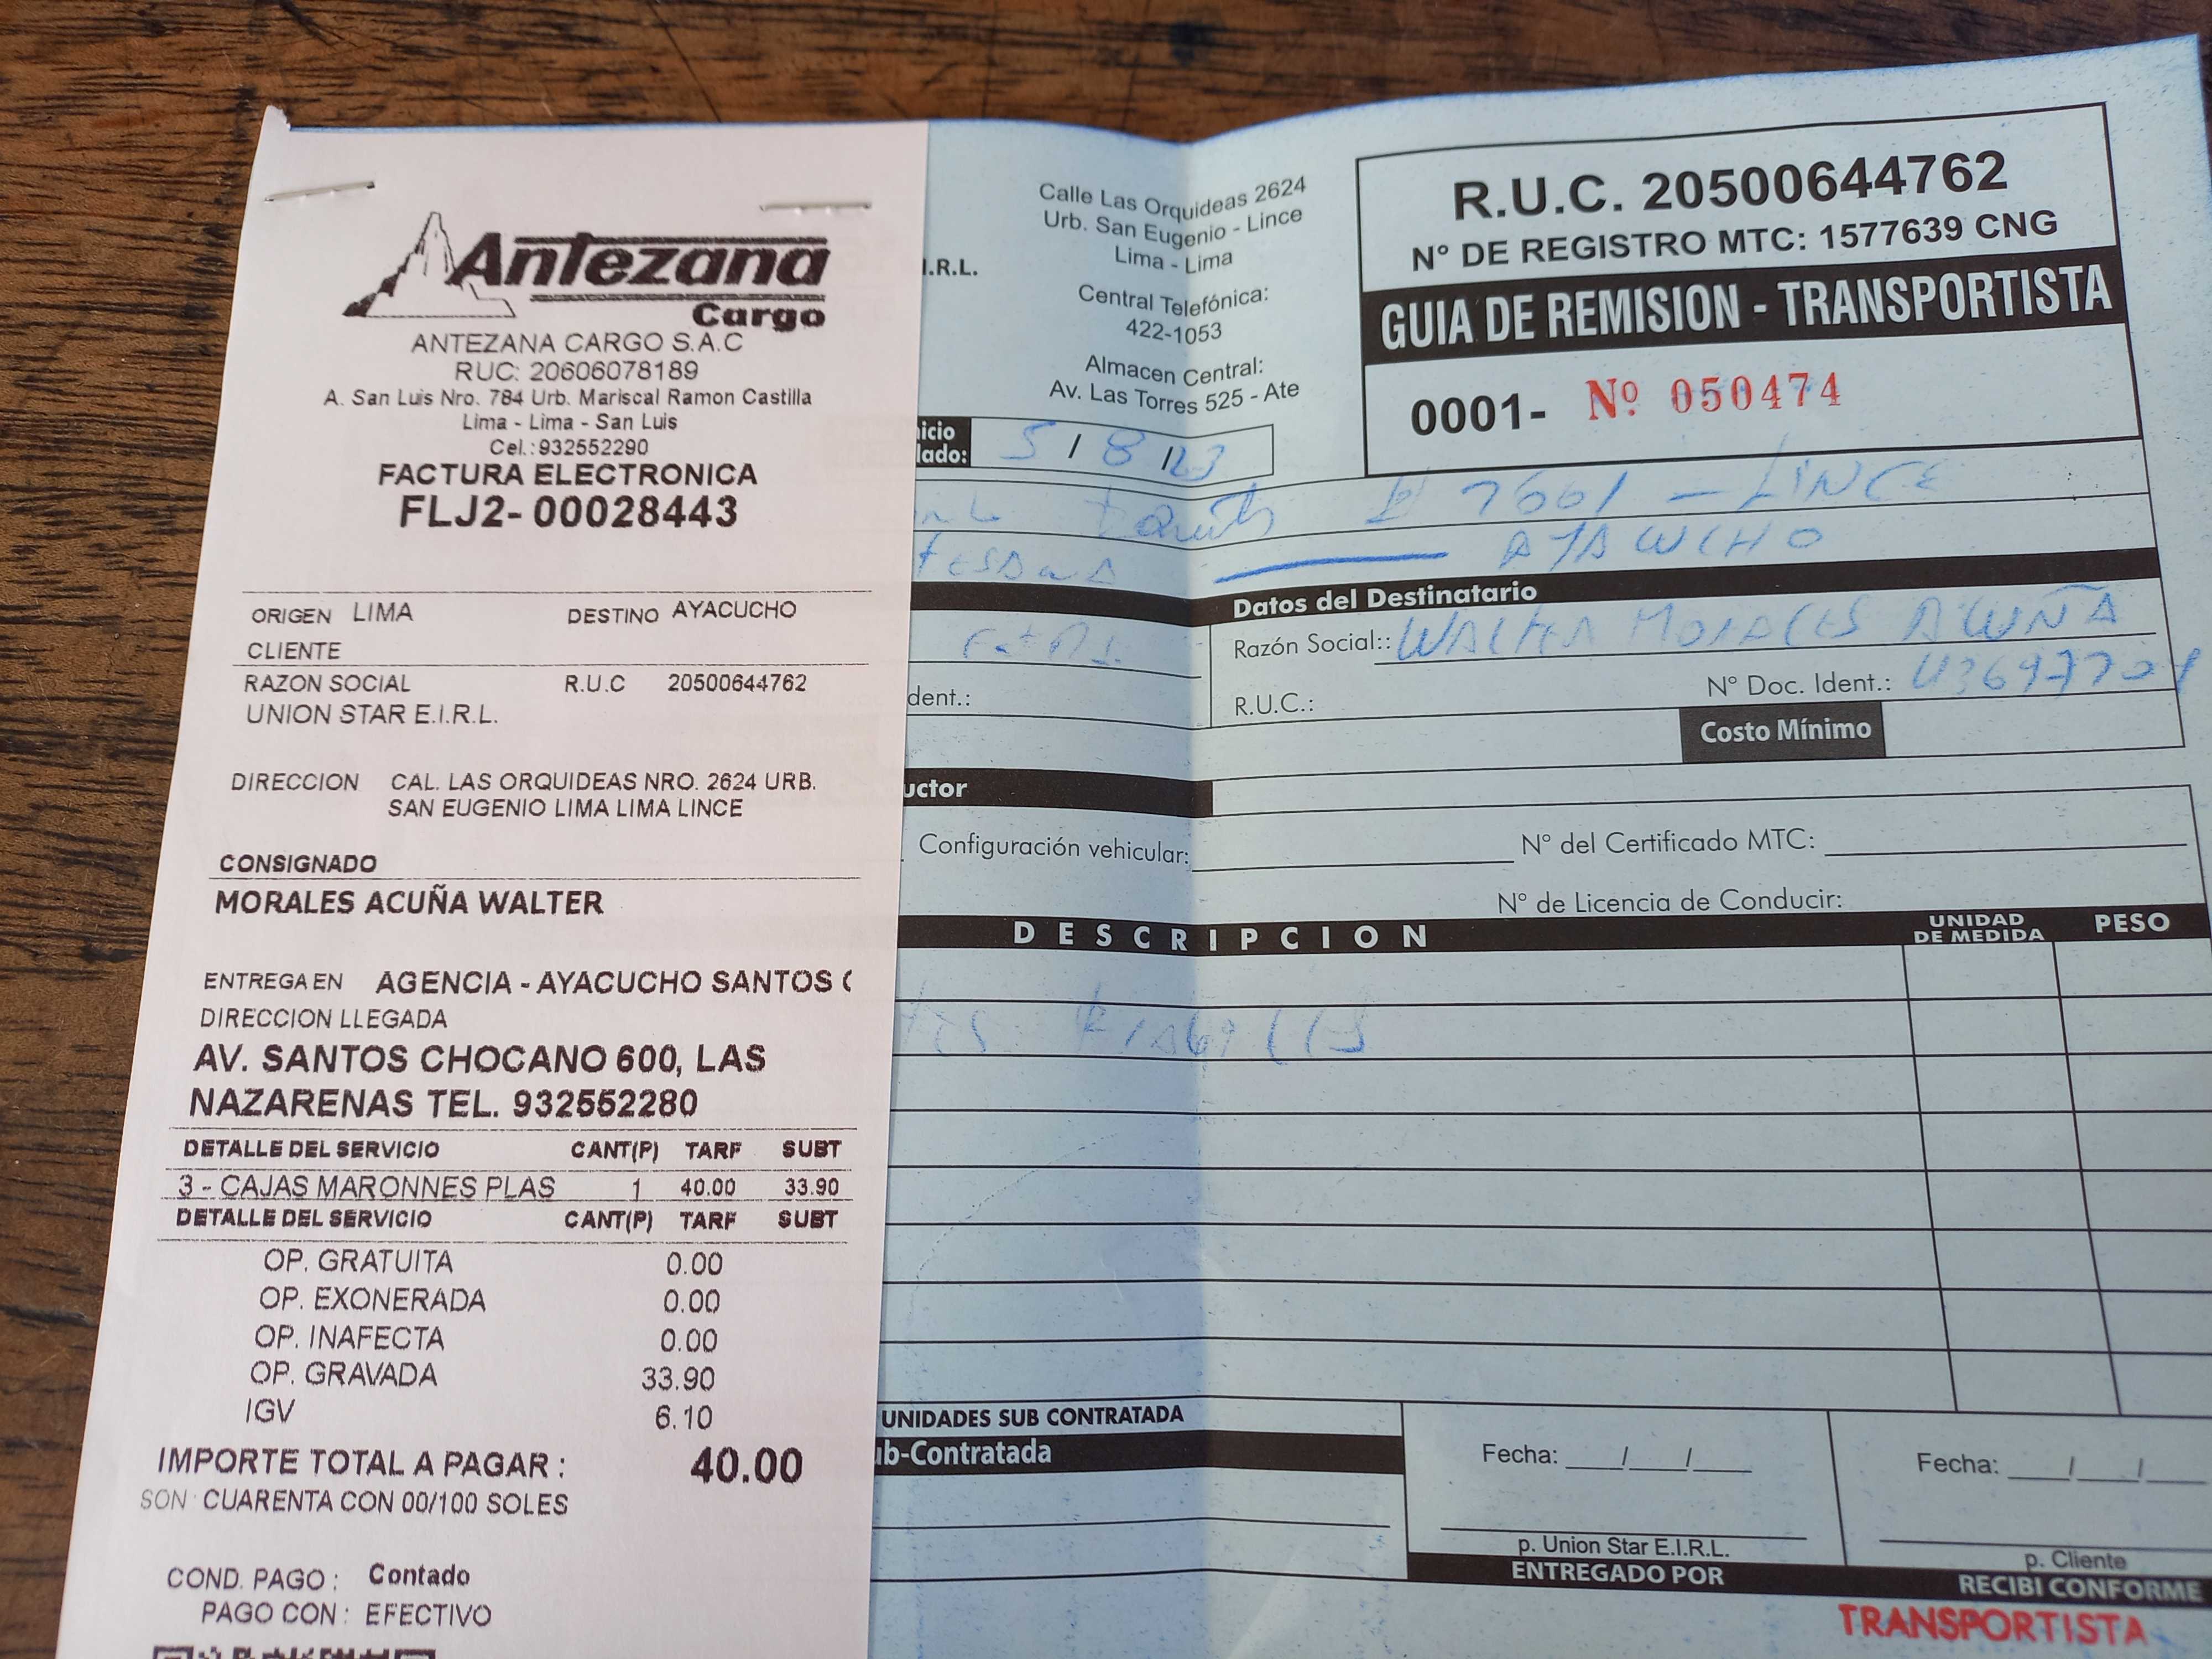 Antezana
Cargo
ANTEZANA CARGO S.A.C
RUC: 20606078189
A. San Luis Nro. 784 Urb. Mariscal Ramon Castilla
Lima - Lima - San Luis
Cel.:932552290
FACTURA ELECTRONICA
FLJ2- 00028443
ORIGEN LIMA DESTINO AYACUCHO
CLIENTE
RAZON SOCIAL R.U.C 20500644762
UNION STAR E.I.R.L.
DIRECCION CAL. LAS ORQUIDEAS NRO. 2624 URB.
SAN EUGENIO LIMA LIMA LINCE
CONSIGNADO
MORALES ACUÑA WALTER
ENTREGA EN AGENCIA - AYACUCHO SANTOS C
DIRECCION LLEGADA
AV. SANTOS CHOCANO 600, LAS
NAZARENAS TEL. 932552280
DETALLE DEL SERVICIO CANT(P) TARF SUBT
3 - CAJAS MARONNES PLAS 1 40.00 33.90
DETALLE DEL SERVICIO CANT(P) TARF SUBT
OP. GRATUITA 0.00
OP. EXONERADA 0.00
OP. INAFECTA 0.00
OP. GRAVADA 33.90
IGV 6.10
IMPORTE TOTAL A PAGAR : 40.00
SON : CUARENTA CON 00/100 SOLES
COND. PAGO : Contado
PAGO CON : EFECTIVO
I.R.L.
Calle Las Orquideas 2624
Urb. San Eugenio - Lince
Lima - Lima
Central Telefónica:
422-1053
Almacen Central:
Av. Las Torres 525 - Ate
R.U.C. 20500644762
N° DE REGISTRO MTC: 1577639 CNG
GUIA DE REMISION - TRANSPORTISTA
0001- Nº 050474
icio
lado: 5 / 8 /23
- LINCE
Datos del Destinatario
Razón Social:: WALTER MORALES ACUÑA
dent.: R.U.C.: N° Doc. Ident.:
Costo Mínimo
uctor
Configuración vehicular: N° del Certificado MTC:
N° de Licencia de Conducir:
DESCRIPCION UNIDAD DE MEDIDA PESO
UNIDADES SUB CONTRATADA
ub-Contratada
Fecha: / / Fecha: / /
p. Union Star E.I.R.L. p. Cliente
ENTREGADO POR RECIBI CONFORME
TRANSPORTISTA